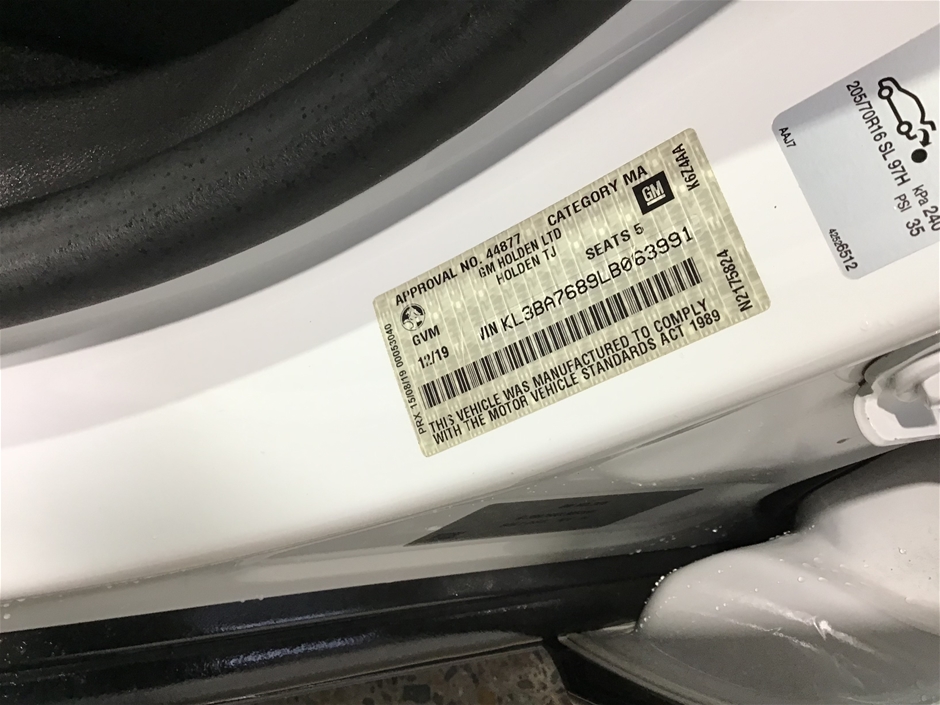 APPROVAL NO. 44877 CATEGORY MA
GM HOLDEN LTD
HOLDEN TJ
GM
K6Z4AA
GVM SEATS 5
12/19 VIN KL3BA7689LB063991
THIS VEHICLE WAS MANUFACTURED TO COMPLY
WITH THE MOTOR VEHICLE STANDARDS ACT 1989
PRX 15/08/19 00053040
N2175824
AAJ7
205/70R16 SL 97H
kPa 240
PSI 35
42626512